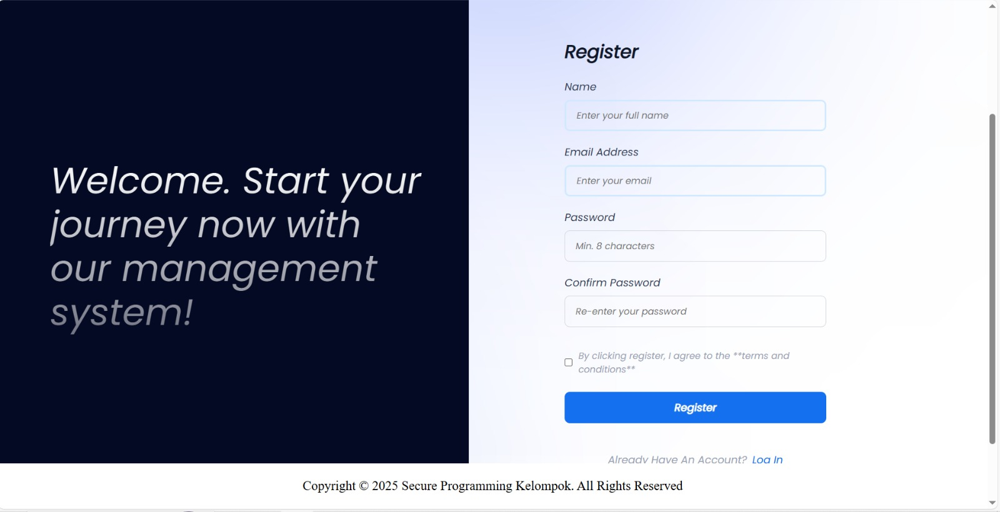 Welcome. Start your
journey now with
our management
system!
Register
Name
Enter your full name
Email Address
Enter your email
Password
Min. 8 characters
Confirm Password
Re-enter your password
By clicking register, I agree to the **terms and
conditions**
Register
Already Have An Account? Log In
Copyright © 2025 Secure Programming Kelompok. All Rights Reserved